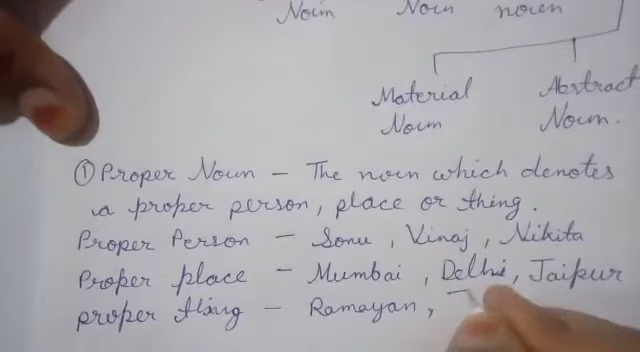 Noun Noun noun
Material Abstract
Noun Noun.
① Proper Noun – The noun which denotes
a proper person, place or thing.
Proper Person – Sonu, Vinaj, Nikita
Proper place – Mumbai, Delhi, Jaipur
proper thing – Ramayan,